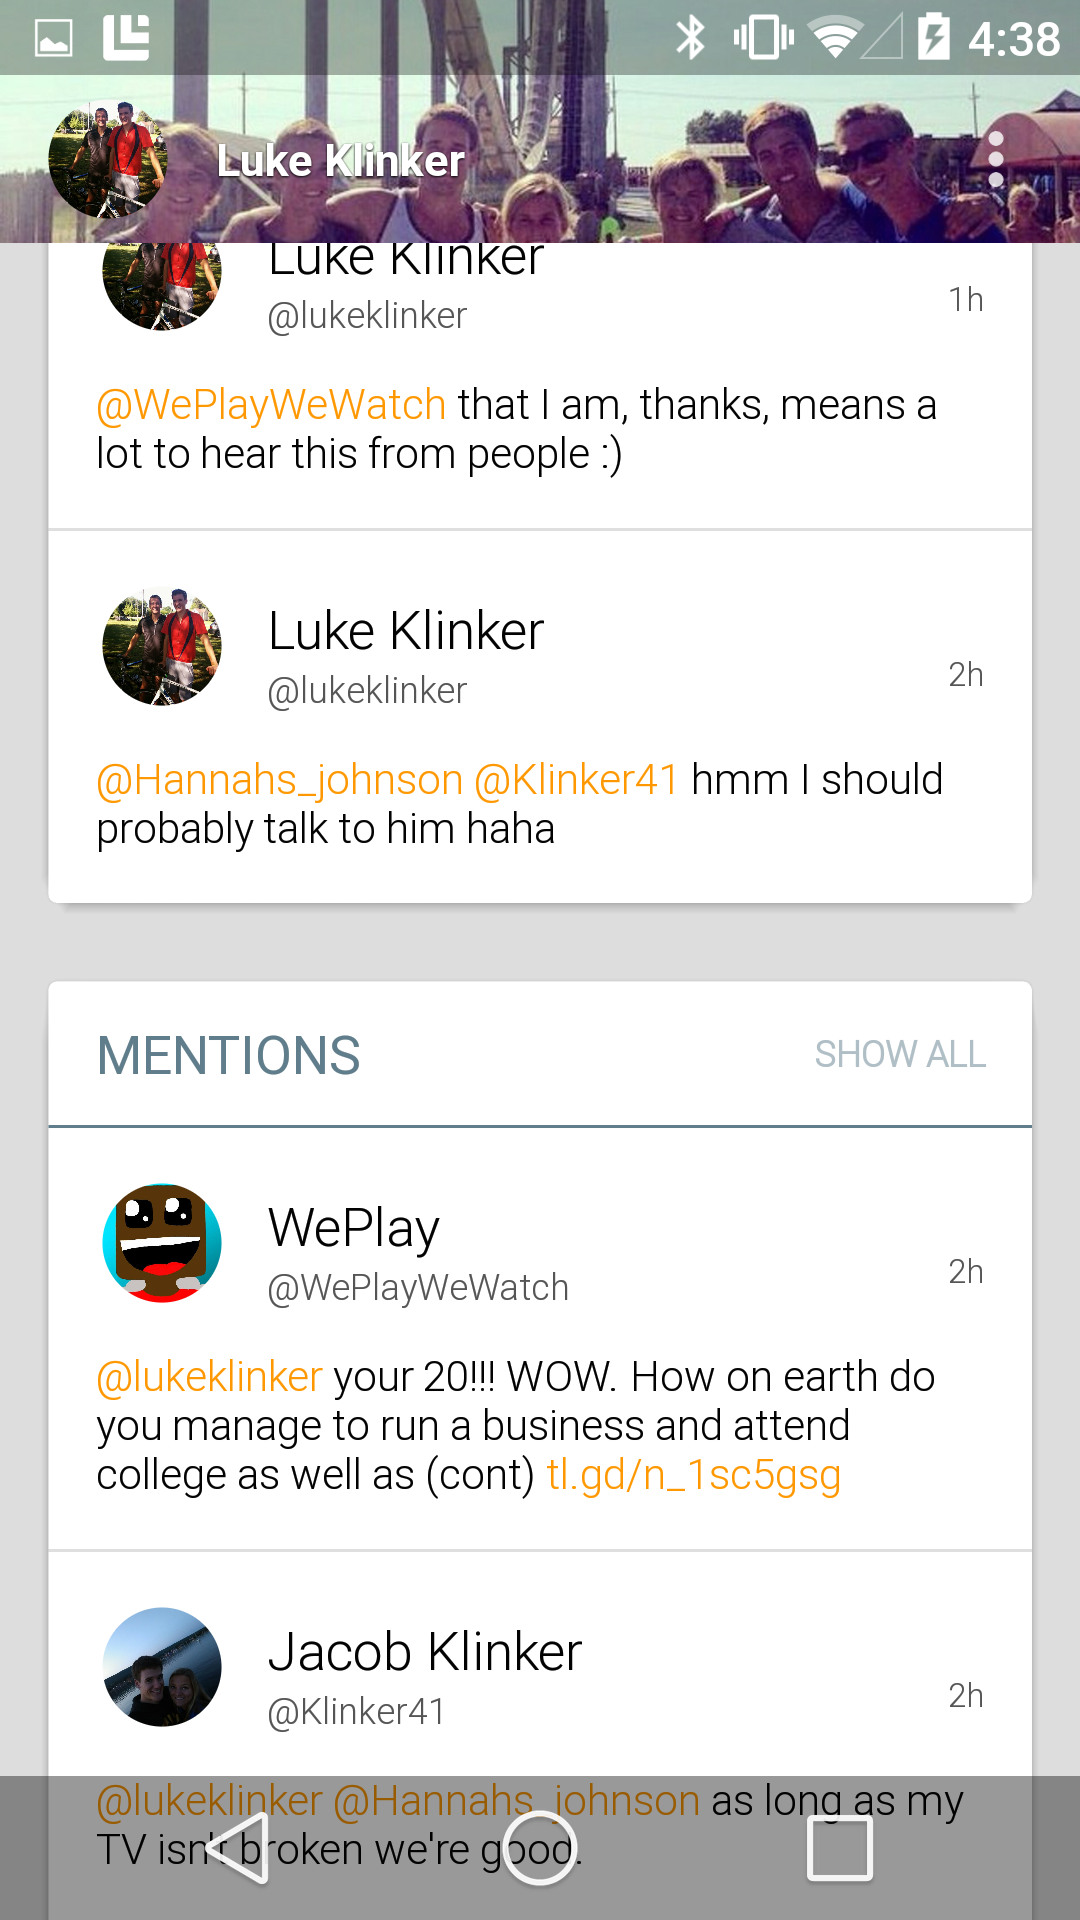 4:38
Luke Klinker
Luke Klinker
@lukeklinker
1h
@WePlayWeWatch that I am, thanks, means a
lot to hear this from people :)
Luke Klinker
@lukeklinker
2h
@Hannahs_johnson @Klinker41 hmm I should
probably talk to him haha
MENTIONS
SHOW ALL
WePlay
@WePlayWeWatch
2h
@lukeklinker your 20!!! WOW. How on earth do
you manage to run a business and attend
college as well as (cont) tl.gd/n_1sc5gsg
Jacob Klinker
@Klinker41
2h
@lukeklinker @Hannahs_johnson as long as my
TV isn't broken we're good.